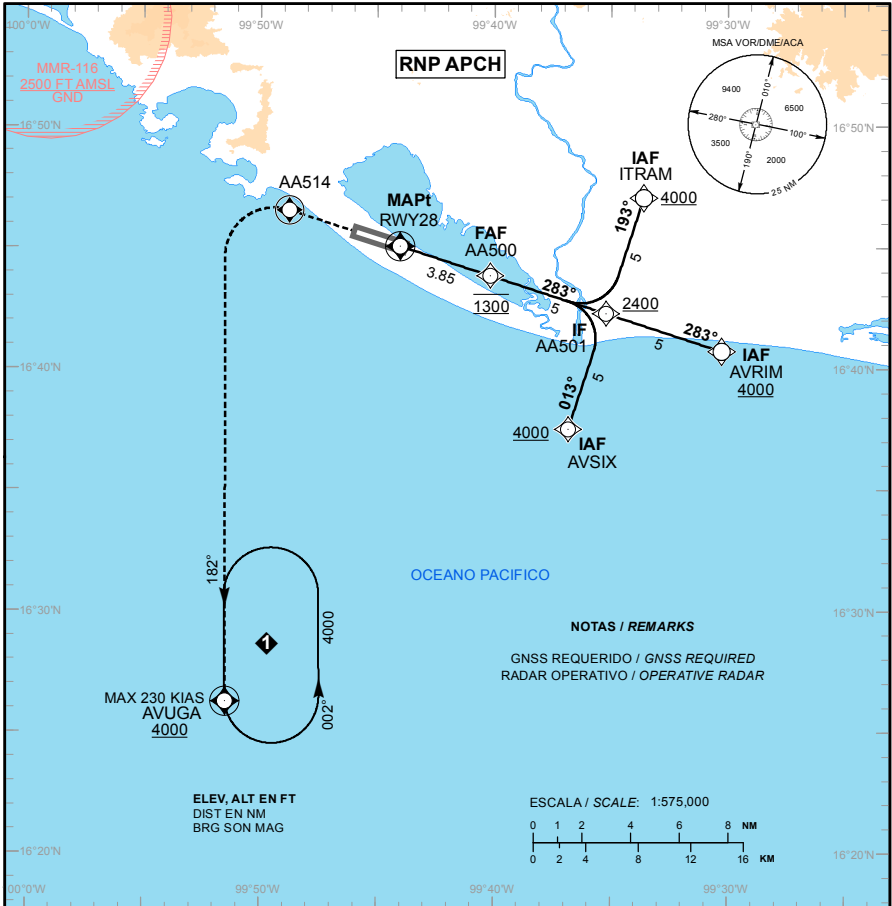 100°0'W
99°50'W
99°40'W
99°30'W
MMR-116
2500 FT AMSL
GND
RNP APCH
MSA VOR/DME/ACA
9400
010°
6500
280°
100°
3500
190°
2000
25 NM
16°50'N
16°50'N
AA514
MAPt
RWY28
FAF
AA500
IAF
ITRAM
4000
193°
5
3.85
1300
283°
5
2400
IF
AA501
283°
5
IAF
AVRIM
4000
16°40'N
16°40'N
013°
5
4000
IAF
AVSIX
182°
OCEANO PACIFICO
1
4000
002°
16°30'N
16°30'N
NOTAS / REMARKS
GNSS REQUERIDO / GNSS REQUIRED
RADAR OPERATIVO / OPERATIVE RADAR
MAX 230 KIAS
AVUGA
4000
ELEV, ALT EN FT
DIST EN NM
BRG SON MAG
ESCALA / SCALE: 1:575,000
0 1 2 4 6 8 NM
0 2 4 8 12 16 KM
16°20'N
16°20'N
100°0'W
99°50'W
99°40'W
99°30'W